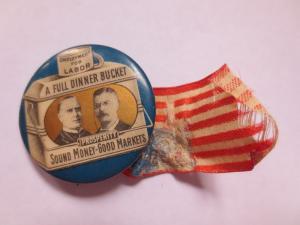 EMPLOYMENT
FOR
LABOR
A FULL DINNER BUCKET
PROSPERITY
SOUND MONEY-GOOD MARKETS